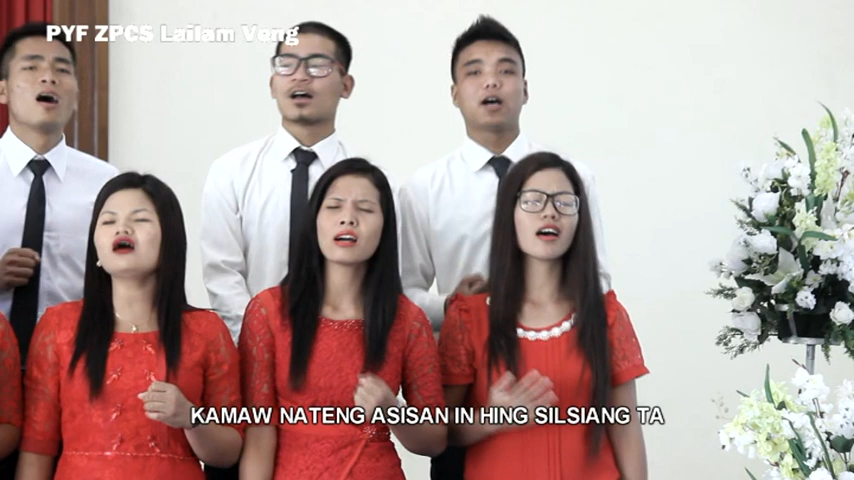 PYF ZPCS Lailam Veng
KAMAW NATENG ASISAN IN HING SILSIANG TA